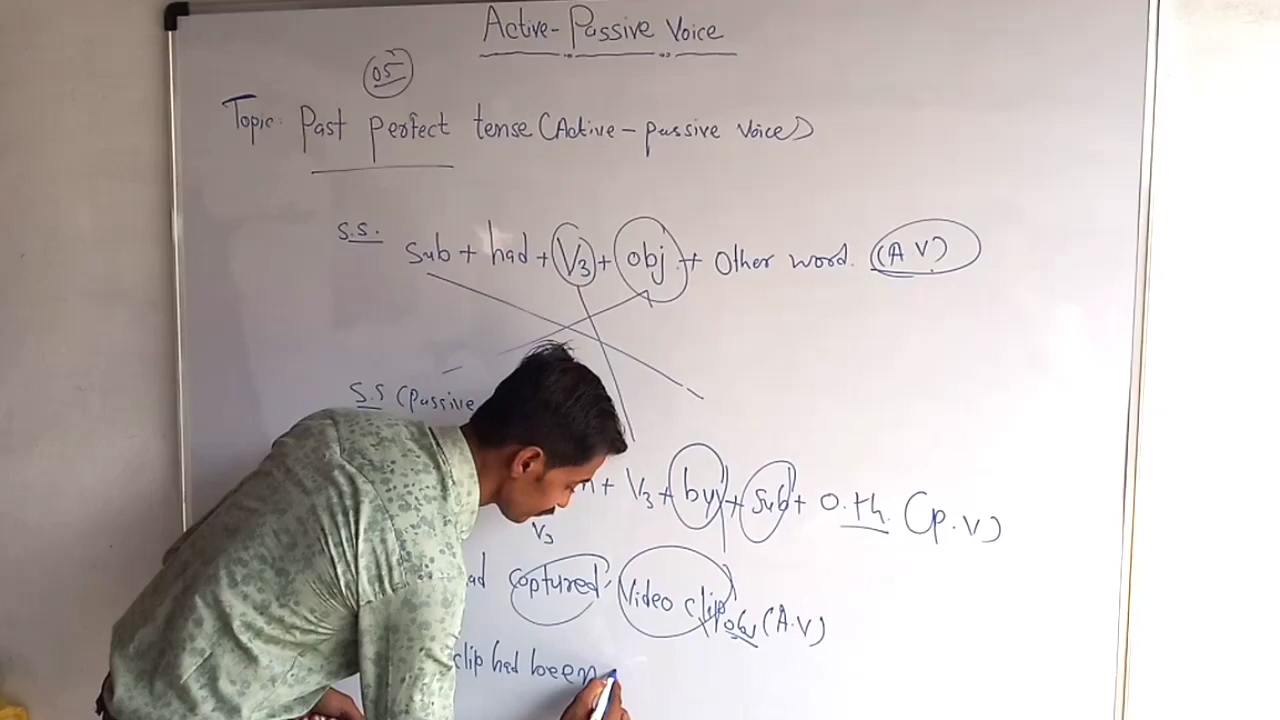 Active-Passive Voice
05
Topic: Past perfect tense (Active-passive voice)
S.S. Sub + had + V3 + obj + Other word. (A V)
S.S (Passive
+ V3 + by + Sub + O.th. (P.V)
V3
captured Video clip obj (A.V)
clip had been